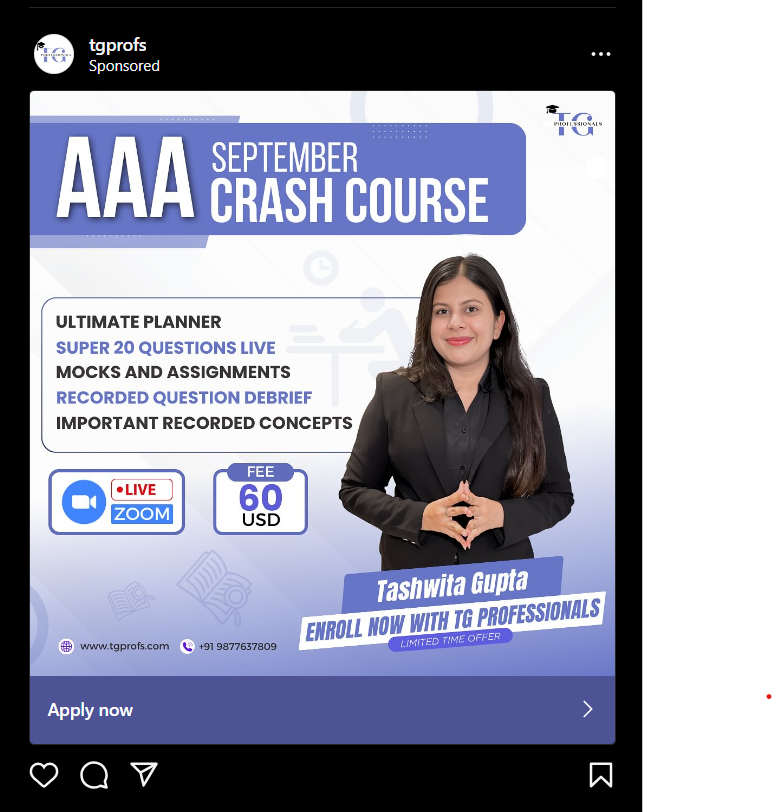 tgprofs
Sponsored
TG
PROFESSIONALS
AAA
SEPTEMBER
CRASH COURSE
TG
PROFESSIONALS
ULTIMATE PLANNER
SUPER 20 QUESTIONS LIVE
MOCKS AND ASSIGNMENTS
RECORDED QUESTION DEBRIEF
IMPORTANT RECORDED CONCEPTS
LIVE
ZOOM
FEE
60
USD
Tashwita Gupta
ENROLL NOW WITH TG PROFESSIONALS
LIMITED TIME OFFER
www.tgprofs.com +91 9877637809
Apply now